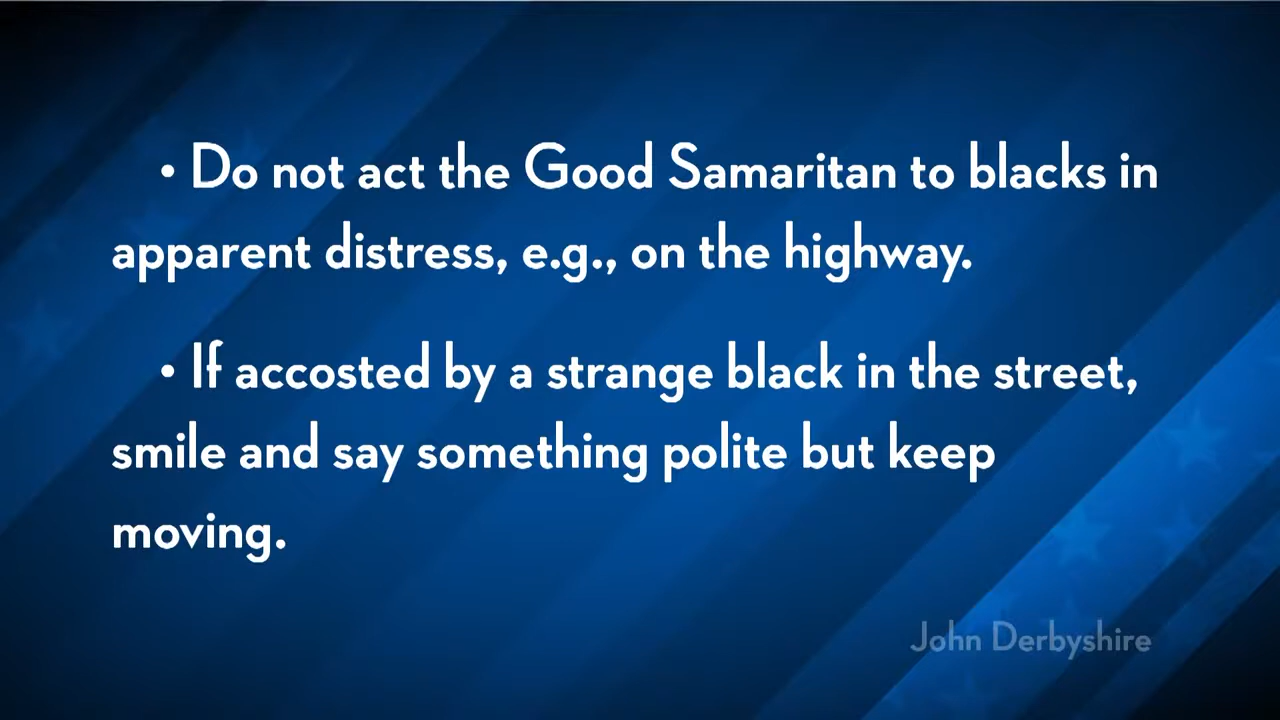 • Do not act the Good Samaritan to blacks in
apparent distress, e.g., on the highway.
• If accosted by a strange black in the street,
smile and say something polite but keep
moving.
John Derbyshire